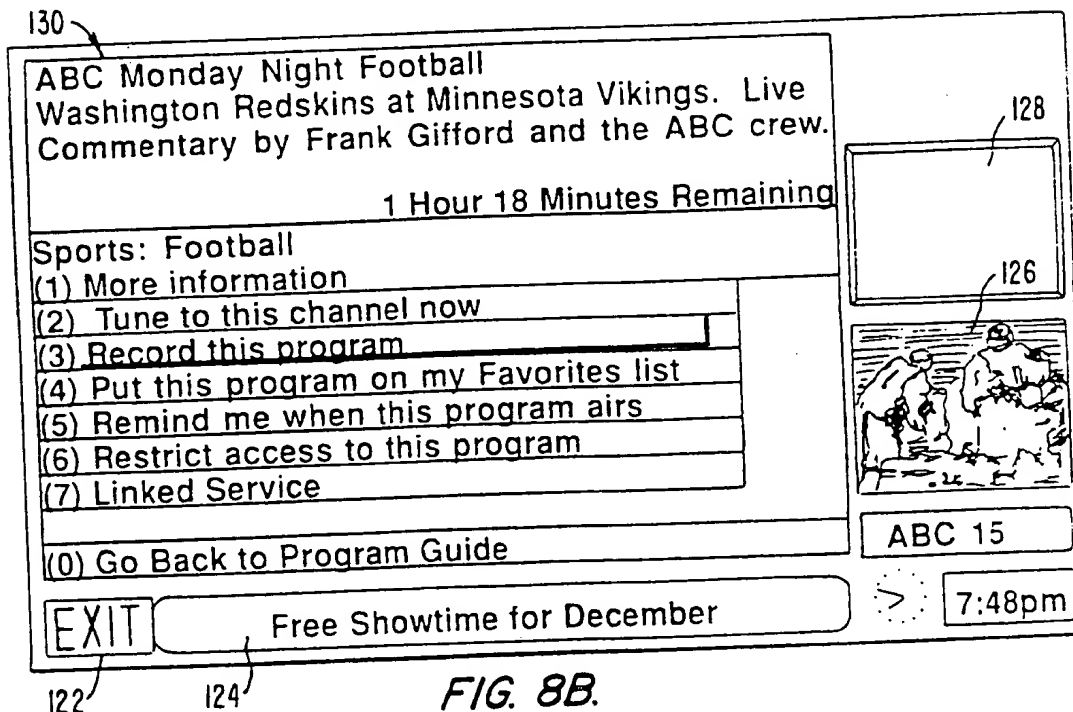 130
ABC Monday Night Football
Washington Redskins at Minnesota Vikings. Live
Commentary by Frank Gifford and the ABC crew.
1 Hour 18 Minutes Remaining
128
Sports: Football
(1) More information
(2) Tune to this channel now
(3) Record this program
(4) Put this program on my Favorites list
(5) Remind me when this program airs
(6) Restrict access to this program
(7) Linked Service
126
(0) Go Back to Program Guide
ABC 15
EXIT
Free Showtime for December
7:48pm
122
124
FIG. 8B.